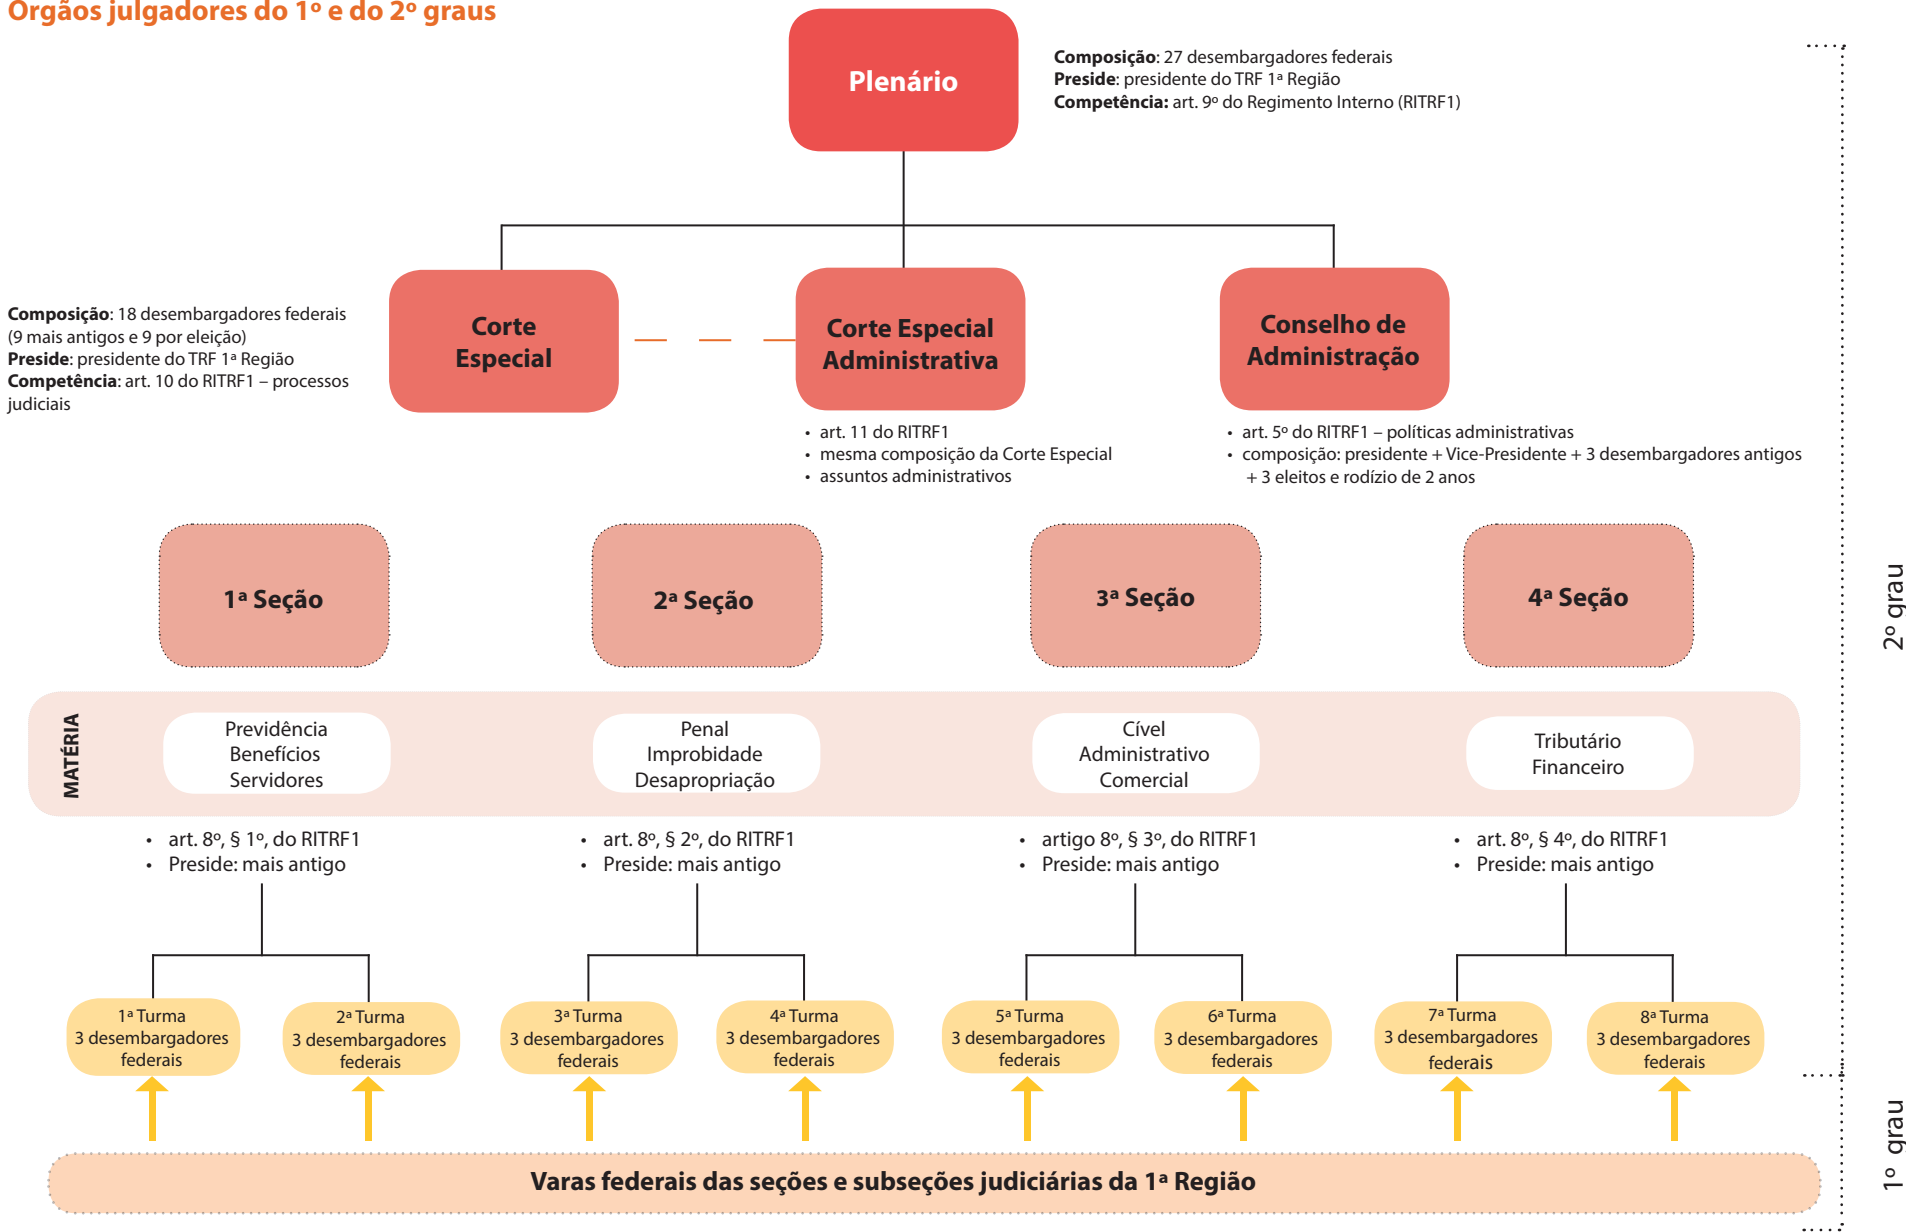 Órgãos julgadores do 1º e do 2º graus
Plenário
Composição: 27 desembargadores federais
Preside: presidente do TRF 1ª Região
Competência: art. 9º do Regimento Interno (RITRF1)
Composição: 18 desembargadores federais
(9 mais antigos e 9 por eleição)
Preside: presidente do TRF 1ª Região
Competência: art. 10 do RITRF1 – processos
judiciais
Corte
Especial
Corte Especial
Administrativa
Conselho de
Administração
• art. 11 do RITRF1
• mesma composição da Corte Especial
• assuntos administrativos
• art. 5º do RITRF1 – políticas administrativas
• composição: presidente + Vice-Presidente + 3 desembargadores antigos
+ 3 eleitos e rodízio de 2 anos
1ª Seção
2ª Seção
3ª Seção
4ª Seção
2º grau
MATÉRIA
Previdência
Benefícios
Servidores
Penal
Improbidade
Desapropriação
Cível
Administrativo
Comercial
Tributário
Financeiro
• art. 8º, § 1º, do RITRF1
• Preside: mais antigo
• art. 8º, § 2º, do RITRF1
• Preside: mais antigo
• artigo 8º, § 3º, do RITRF1
• Preside: mais antigo
• art. 8º, § 4º, do RITRF1
• Preside: mais antigo
1ª Turma
3 desembargadores
federais
2ª Turma
3 desembargadores
federais
3ª Turma
3 desembargadores
federais
4ª Turma
3 desembargadores
federais
5ª Turma
3 desembargadores
federais
6ª Turma
3 desembargadores
federais
7ª Turma
3 desembargadores
federais
8ª Turma
3 desembargadores
federais
1º grau
Varas federais das seções e subseções judiciárias da 1ª Região